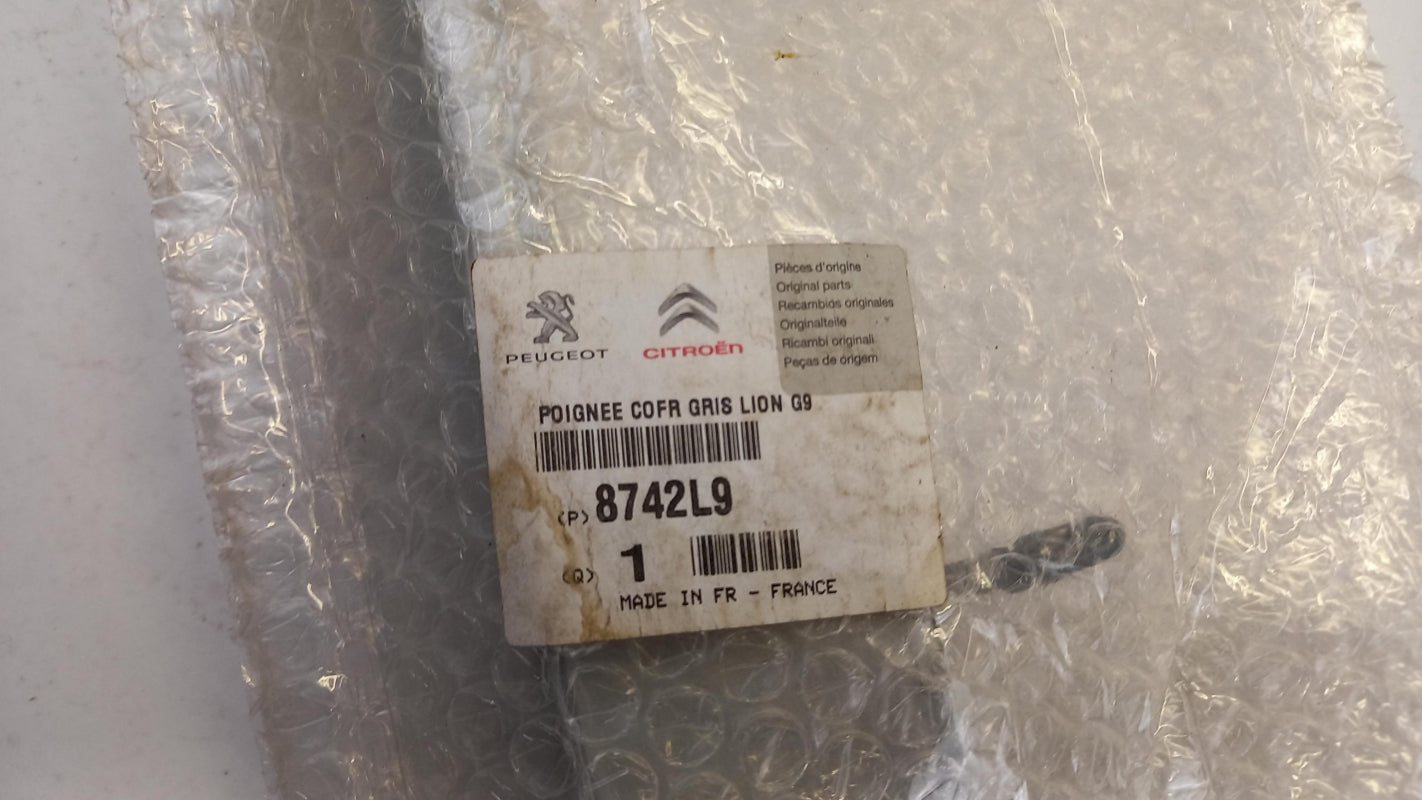 PEUGEOT
CITROËN
Pièces d'origine
Original parts
Recambios originales
Originalteile
Ricambi originali
Peças de origem
POIGNEE COFR GRIS LION G9
(P) 8742L9
(Q) 1
MADE IN FR - FRANCE